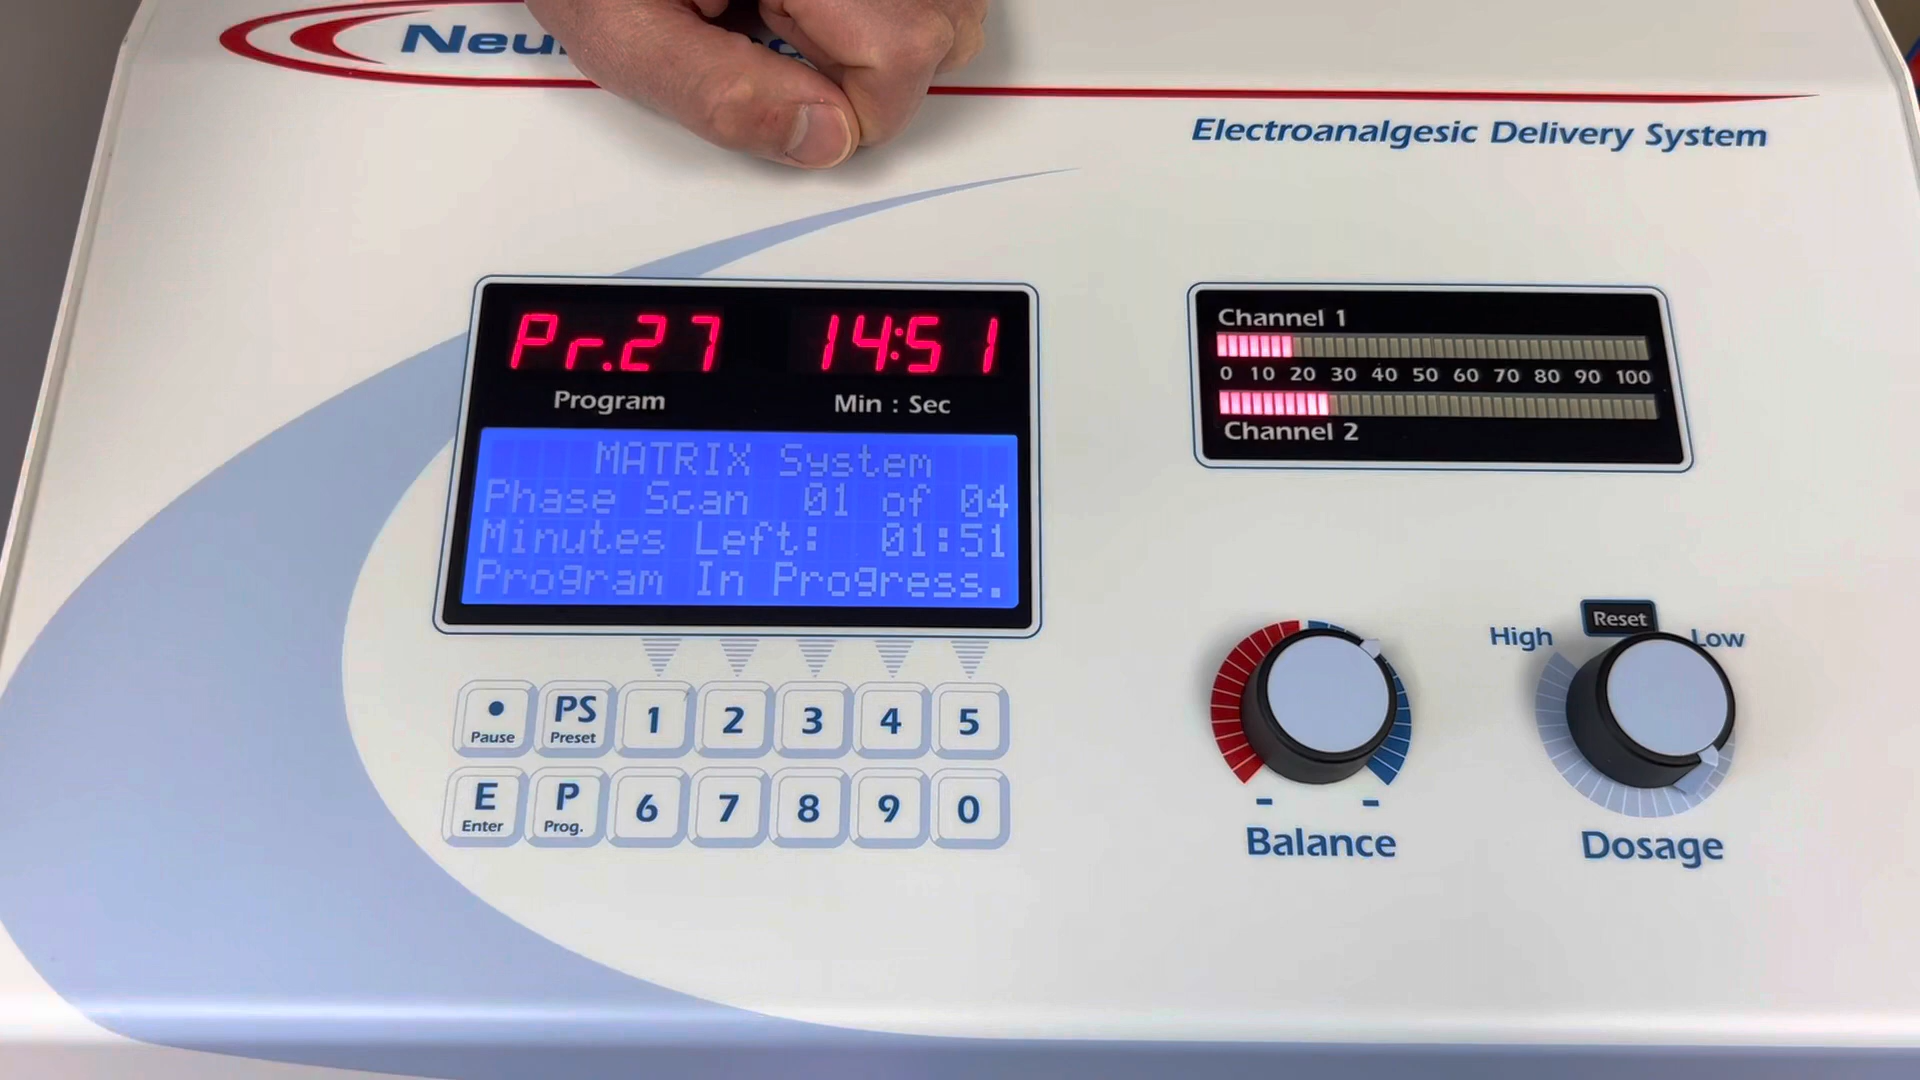 Electroanalgesic Delivery System
Pr.27 14:51
Program Min : Sec
MATRIX System
Phase Scan 01 of 04
Minutes Left: 01:51
Program In Progress.
Channel 1
0 10 20 30 40 50 60 70 80 90 100
Channel 2
• Pause
PS Preset
1 2 3 4 5
E Enter
P Prog.
6 7 8 9 0
High Reset Low
- -
Balance
Dosage